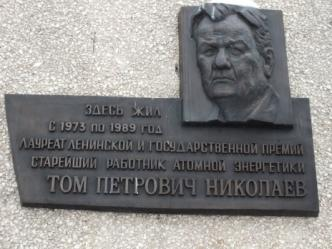 ЗДЕСЬ ЖИЛ
С 1973 ПО 1989 ГОД
ЛАУРЕАТ ЛЕНИНСКОЙ И ГОСУДАРСТВЕННОЙ ПРЕМИЙ
СТАРЕЙШИЙ РАБОТНИК АТОМНОЙ ЭНЕРГЕТИКИ
ТОМ ПЕТРОВИЧ НИКОЛАЕВ